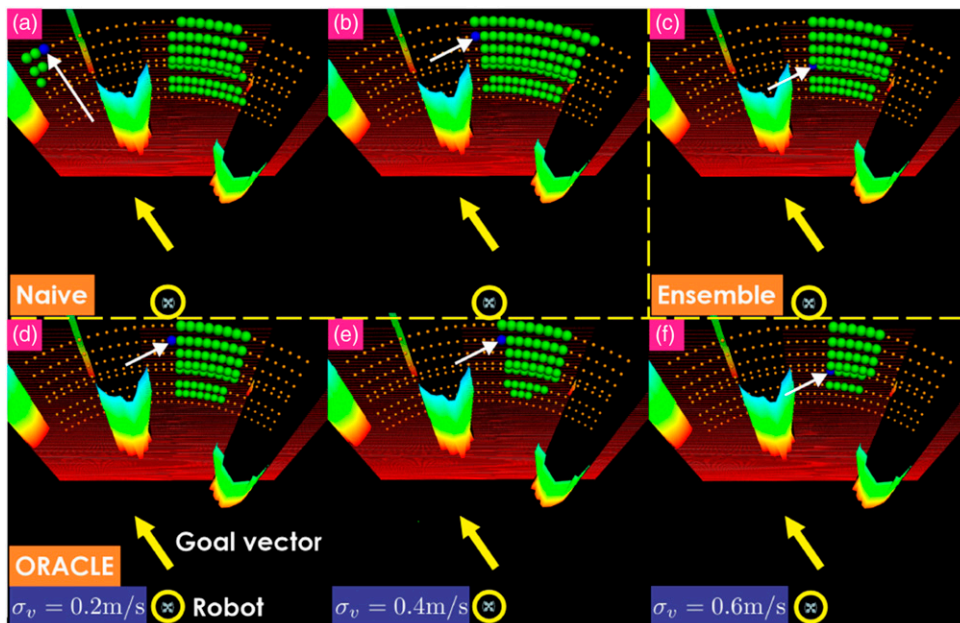 (a)
(b)
(c)
Naive
Ensemble
(d)
(e)
(f)
Goal vector
ORACLE
σ_v = 0.2m/s
Robot
σ_v = 0.4m/s
σ_v = 0.6m/s